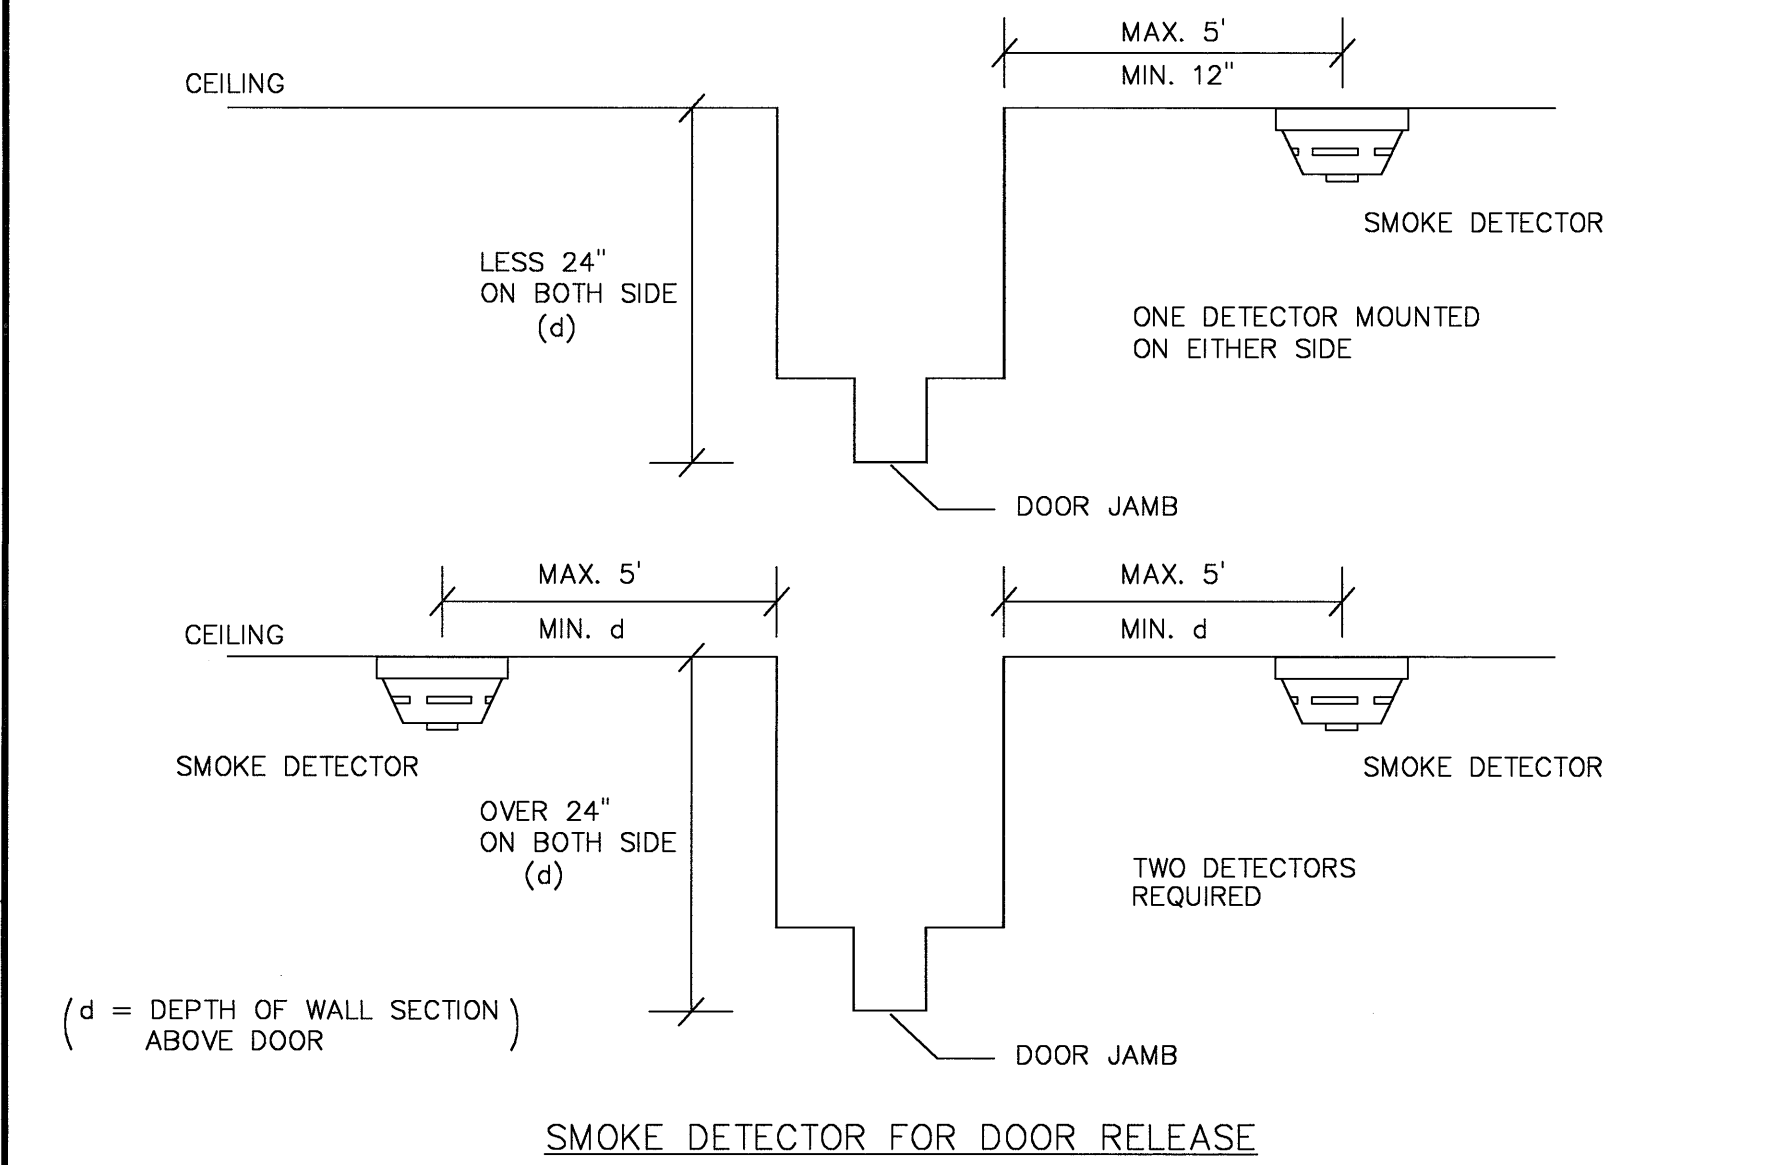 MAX. 5'
MIN. 12"
CEILING
SMOKE DETECTOR
LESS 24"
ON BOTH SIDE
(d)
ONE DETECTOR MOUNTED
ON EITHER SIDE
DOOR JAMB
MAX. 5'
MIN. d
MAX. 5'
MIN. d
CEILING
SMOKE DETECTOR
SMOKE DETECTOR
OVER 24"
ON BOTH SIDE
(d)
TWO DETECTORS
REQUIRED
(d = DEPTH OF WALL SECTION
ABOVE DOOR)
DOOR JAMB
SMOKE DETECTOR FOR DOOR RELEASE